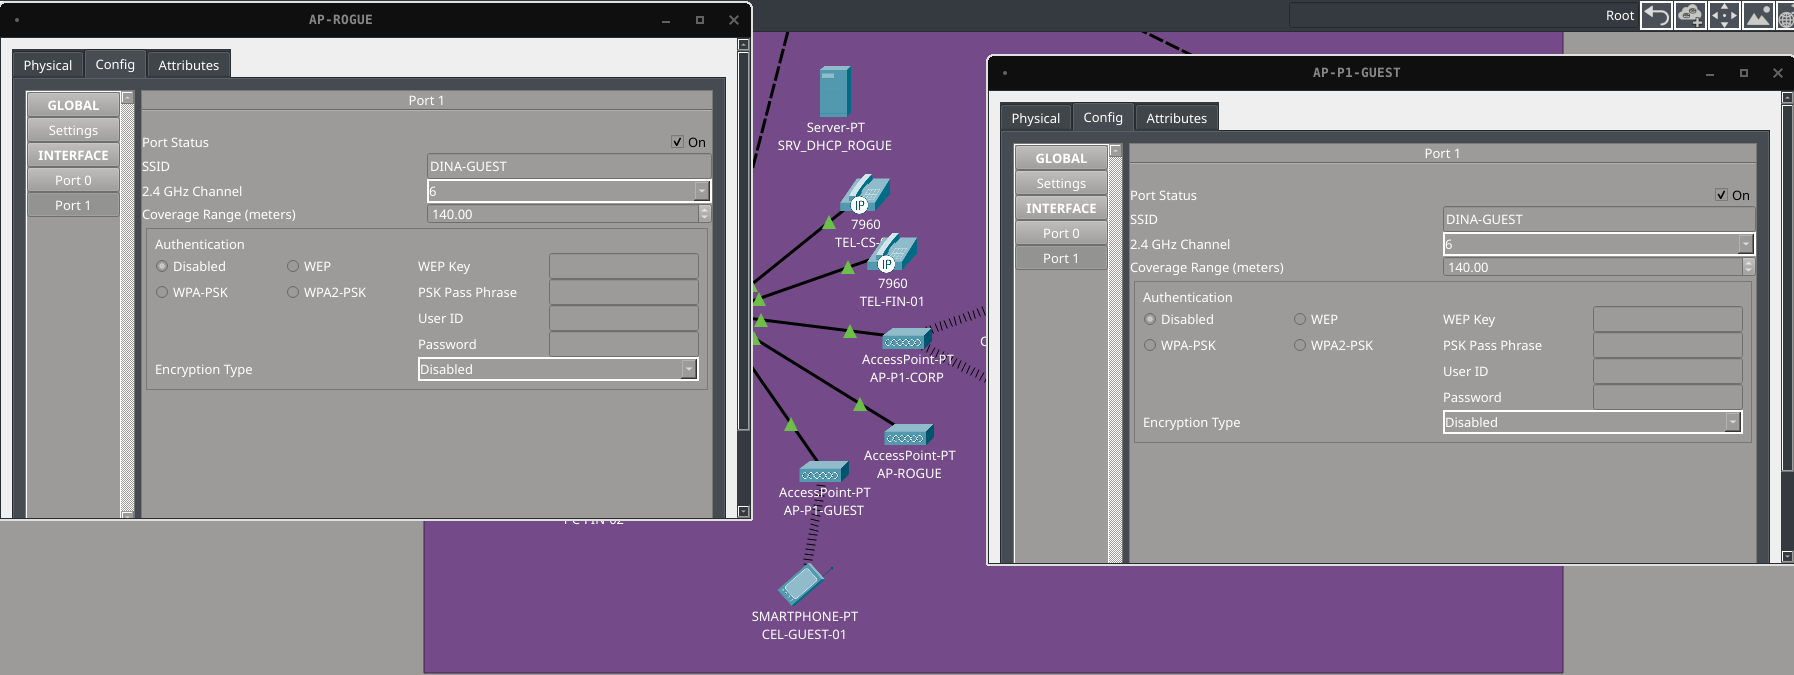 AP-ROGUE
Physical
Config
Attributes
GLOBAL
Settings
INTERFACE
Port 0
Port 1
Port 1
Port Status
On
SSID
DINA-GUEST
2.4 GHz Channel
6
Coverage Range (meters)
140.00
Authentication
Disabled
WEP
WEP Key
WPA-PSK
WPA2-PSK
PSK Pass Phrase
User ID
Password
Encryption Type
Disabled
Root
Server-PT
SRV_DHCP_ROGUE
IP
7960
TEL-CS-
IP
7960
TEL-FIN-01
AccessPoint-PT
AP-P1-CORP
AccessPoint-PT
AP-ROGUE
AccessPoint-PT
AP-P1-GUEST
SMARTPHONE-PT
CEL-GUEST-01
AP-P1-GUEST
Physical
Config
Attributes
GLOBAL
Settings
INTERFACE
Port 0
Port 1
Port 1
Port Status
On
SSID
DINA-GUEST
2.4 GHz Channel
6
Coverage Range (meters)
140.00
Authentication
Disabled
WEP
WEP Key
WPA-PSK
WPA2-PSK
PSK Pass Phrase
User ID
Password
Encryption Type
Disabled